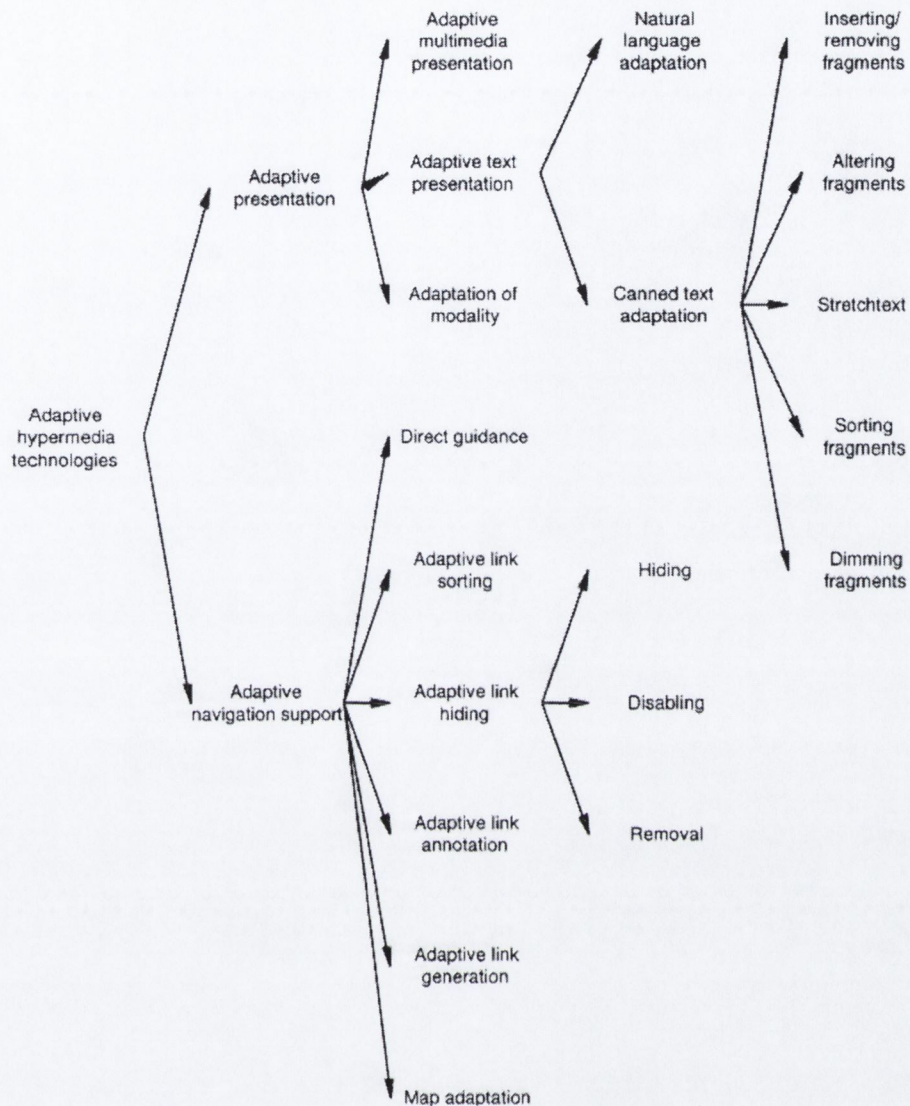 Adaptive
multimedia
presentation
Natural
language
adaptation
Inserting/
removing
fragments
Adaptive
presentation
Adaptive text
presentation
Altering
fragments
Adaptation of
modality
Canned text
adaptation
Stretchtext
Adaptive
hypermedia
technologies
Direct guidance
Sorting
fragments
Adaptive link
sorting
Hiding
Dimming
fragments
Adaptive
navigation support
Adaptive link
hiding
Disabling
Adaptive link
annotation
Removal
Adaptive link
generation
Map adaptation